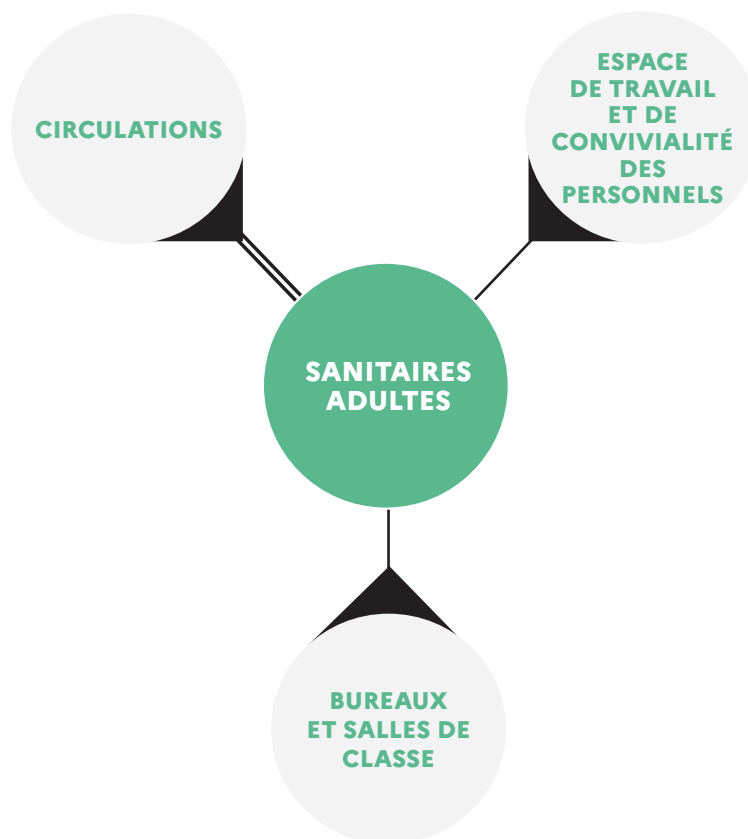 CIRCULATIONS
ESPACE
DE TRAVAIL
ET DE
CONVIVIALITÉ
DES
PERSONNELS
SANITAIRES
ADULTES
BUREAUX
ET SALLES DE
CLASSE